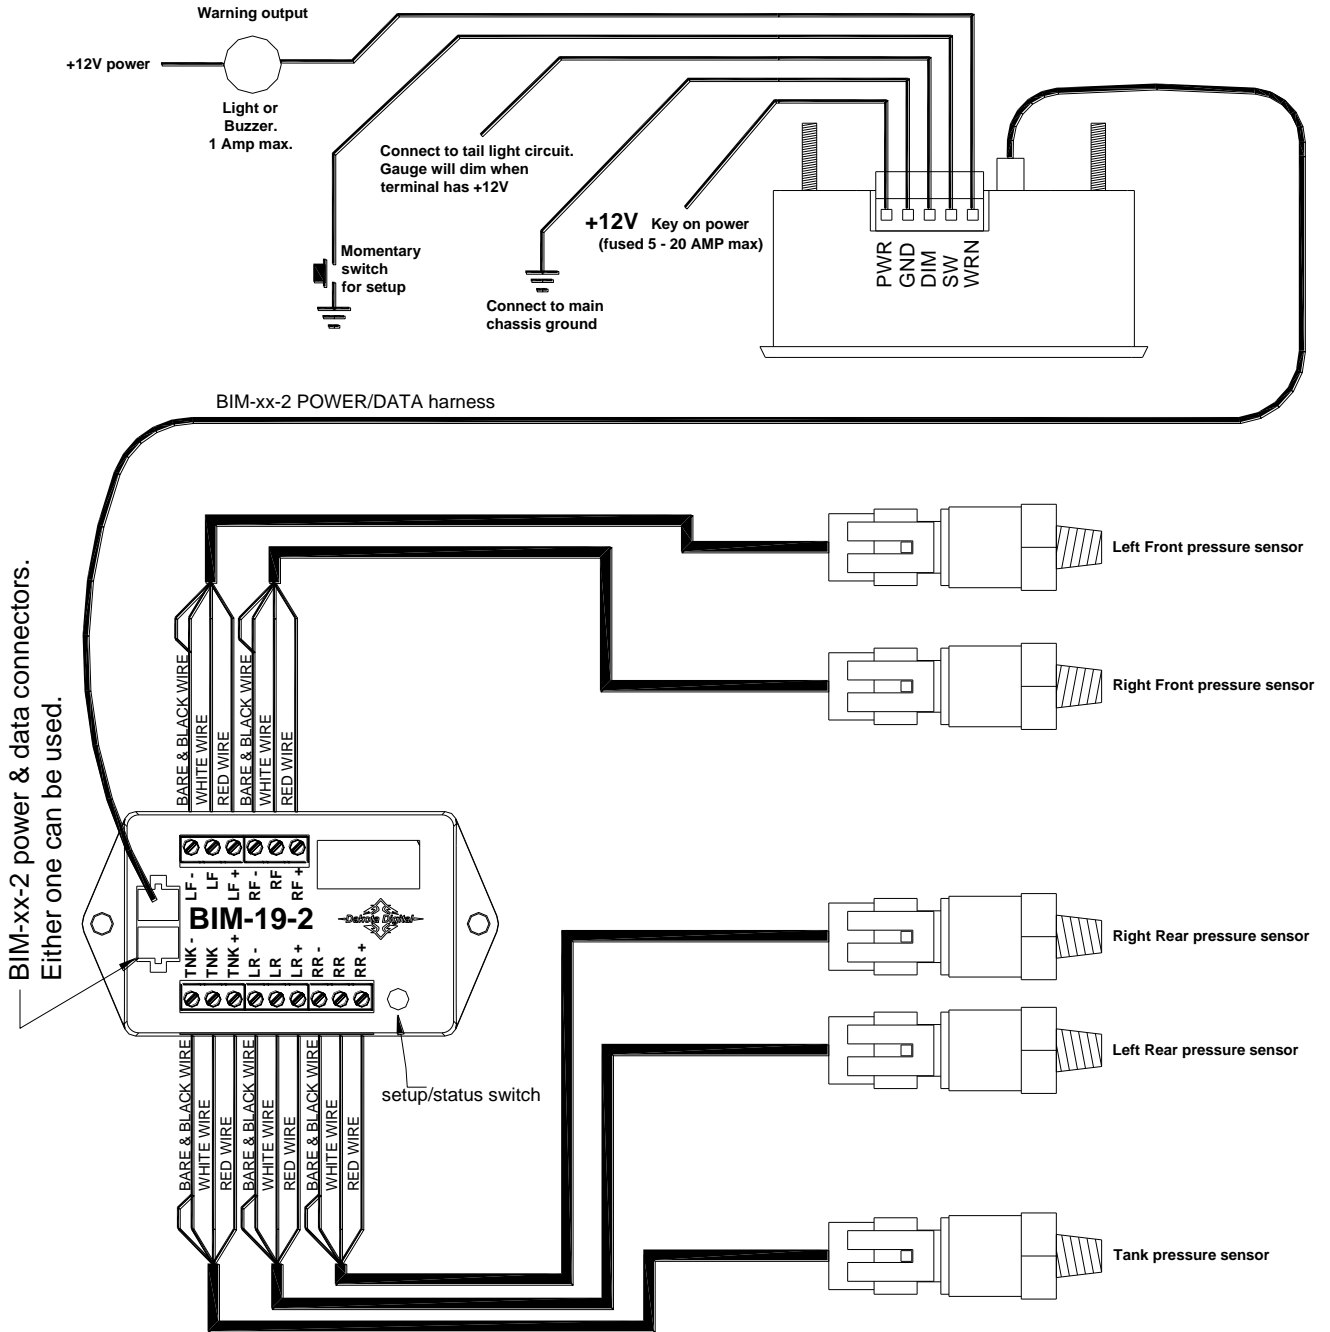 Warning output
+12V power
Light or
Buzzer.
1 Amp max.
Connect to tail light circuit.
Gauge will dim when
terminal has +12V
+12V Key on power
(fused 5 - 20 AMP max)
Momentary
switch
for setup
Connect to main
chassis ground
PWR
GND
DIM
SW
WRN
BIM-xx-2 POWER/DATA harness
Left Front pressure sensor
Right Front pressure sensor
BIM-xx-2 power & data connectors.
Either one can be used.
BARE & BLACK WIRE
WHITE WIRE
RED WIRE
BARE & BLACK WIRE
WHITE WIRE
RED WIRE
LF -
LF
LF +
RF -
RF
RF +
BIM-19-2
Dakota Digital
TNK -
TNK
TNK +
LR -
LR
LR +
RR -
RR
RR +
Right Rear pressure sensor
Left Rear pressure sensor
setup/status switch
BARE & BLACK WIRE
WHITE WIRE
RED WIRE
BARE & BLACK WIRE
WHITE WIRE
RED WIRE
BARE & BLACK WIRE
WHITE WIRE
RED WIRE
Tank pressure sensor